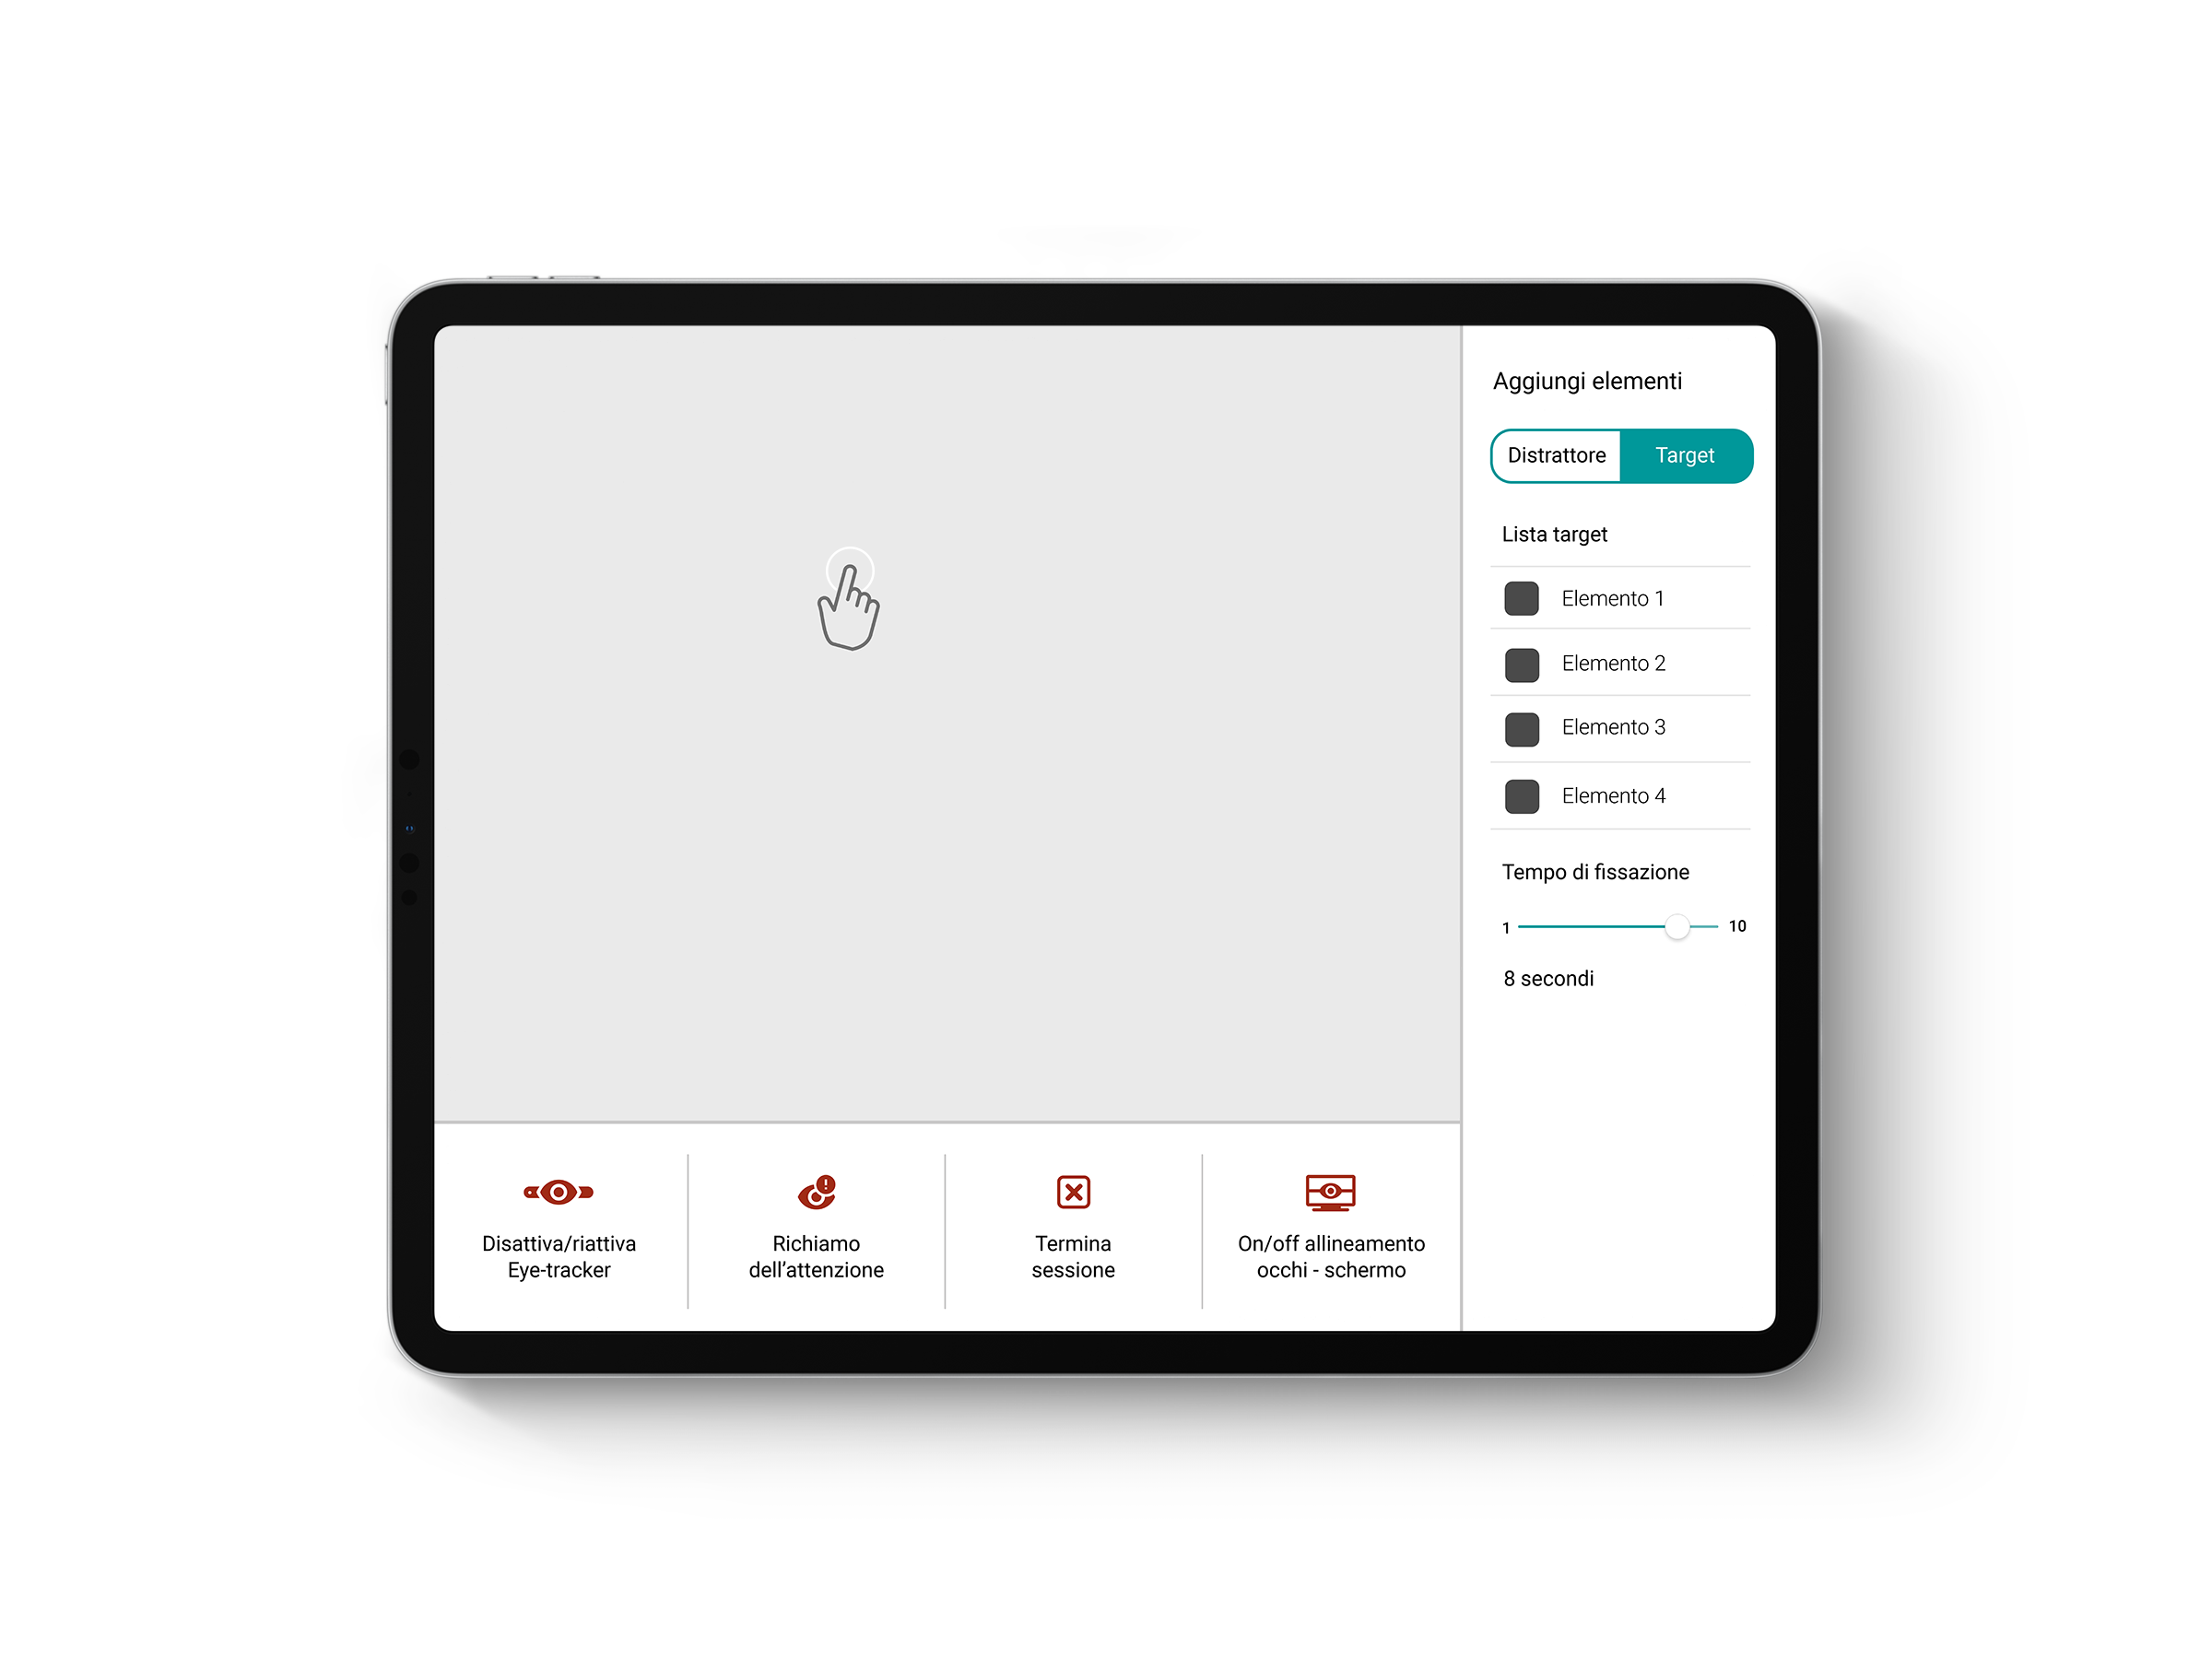 Aggiungi elementi
Distrattore
Target
Lista target
Elemento 1
Elemento 2
Elemento 3
Elemento 4
Tempo di fissazione
1
10
8 secondi
Disattiva/riattiva
Eye-tracker
Richiamo
dell’attenzione
Termina
sessione
On/off allineamento
occhi - schermo